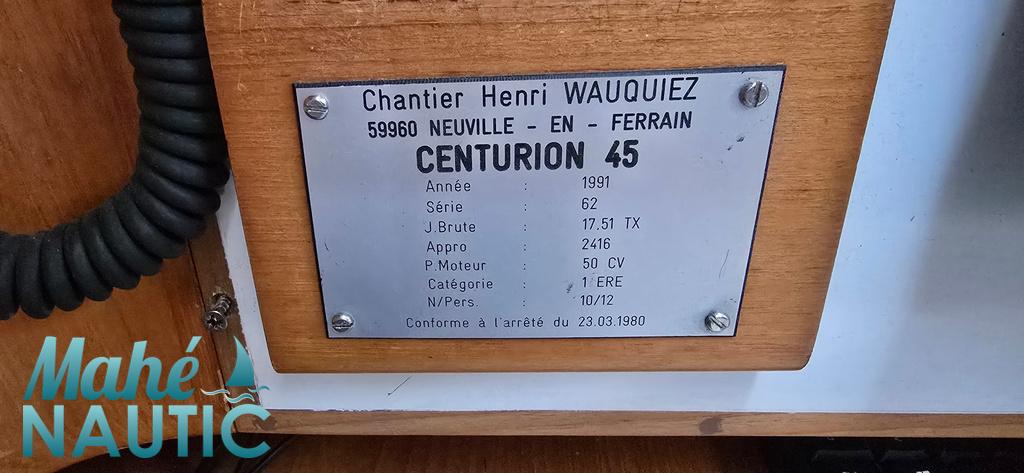 Chantier Henri WAUQUIEZ
59960 NEUVILLE - EN - FERRAIN
CENTURION 45
Année : 1991
Série : 62
J.Brute : 17.51 TX
Appro : 2416
P.Moteur : 50 CV
Catégorie : 1 ERE
N/Pers. : 10/12
Conforme à l'arrêté du 23.03.1980
Mahé
NAUTIC